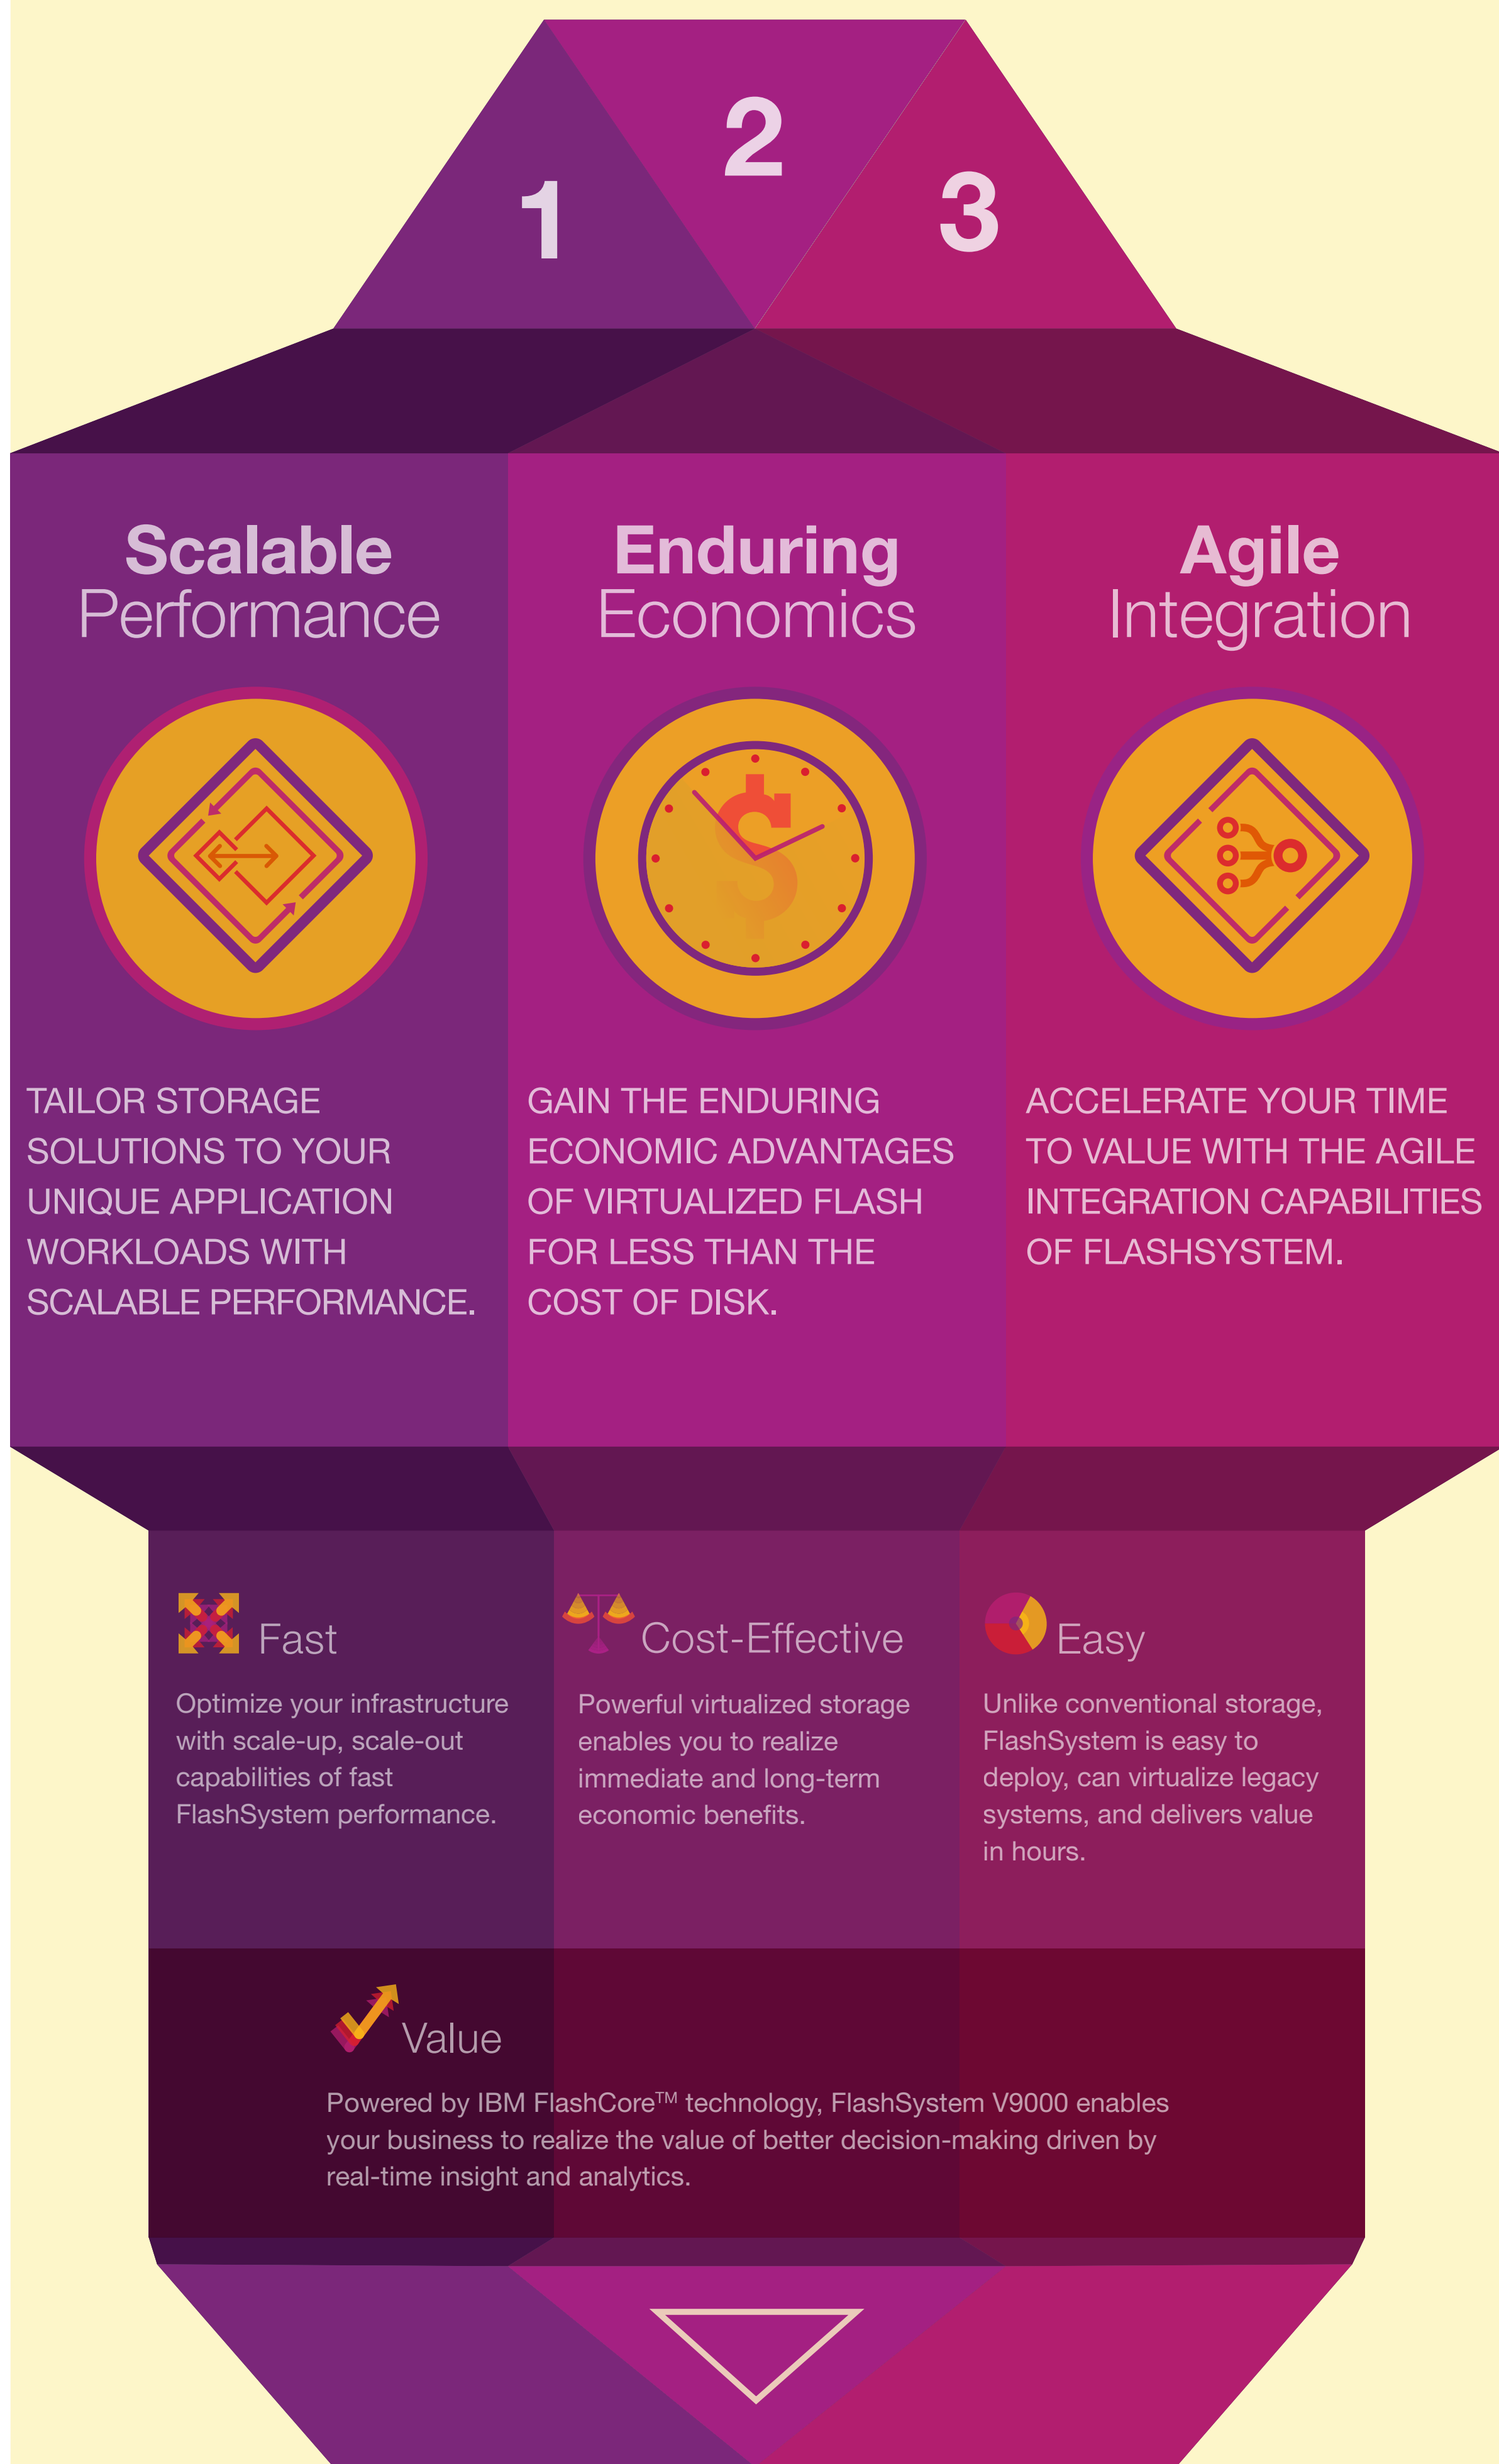 1
2
3
Scalable
Performance
TAILOR STORAGE
SOLUTIONS TO YOUR
UNIQUE APPLICATION
WORKLOADS WITH
SCALABLE PERFORMANCE.
Enduring
Economics
GAIN THE ENDURING
ECONOMIC ADVANTAGES
OF VIRTUALIZED FLASH
FOR LESS THAN THE
COST OF DISK.
Agile
Integration
ACCELERATE YOUR TIME
TO VALUE WITH THE AGILE
INTEGRATION CAPABILITIES
OF FLASHSYSTEM.
Fast
Optimize your infrastructure
with scale-up, scale-out
capabilities of fast
FlashSystem performance.
Cost-Effective
Powerful virtualized storage
enables you to realize
immediate and long-term
economic benefits.
Easy
Unlike conventional storage,
FlashSystem is easy to
deploy, can virtualize legacy
systems, and delivers value
in hours.
Value
Powered by IBM FlashCore™ technology, FlashSystem V9000 enables
your business to realize the value of better decision-making driven by
real-time insight and analytics.